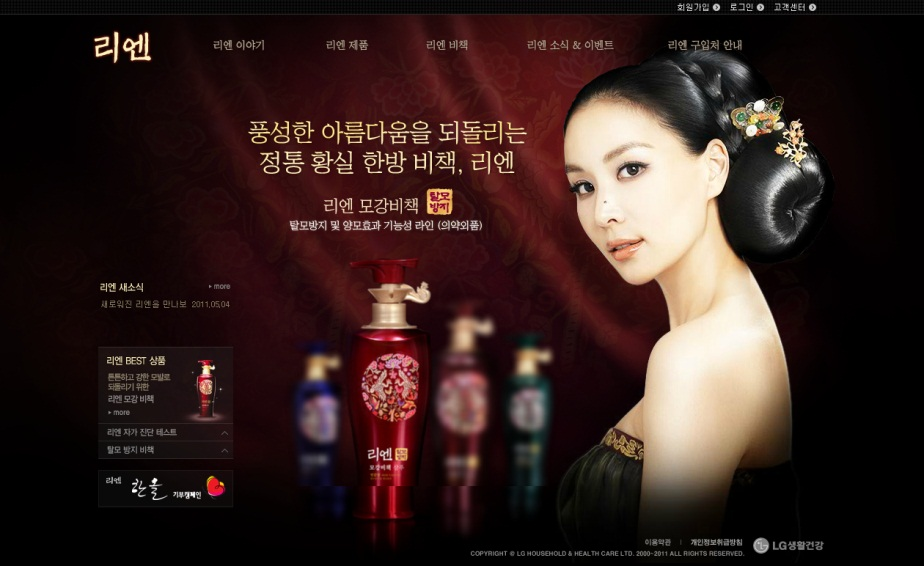 회원가입 로그인 고객센터
리엔
리엔 이야기 리엔 제품 리엔 비책 리엔 소식 & 이벤트 리엔 구입처 안내
풍성한 아름다움을 되돌리는
정통 황실 한방 비책, 리엔
리엔 모강비책 탈모방지
탈모방지 및 양모효과 기능성 라인 (의약외품)
리엔 새소식 more
새로워진 리엔을 만나보 2011,05,04
리엔 BEST 상품
튼튼하고 강한 모발로
되돌리기 위한
리엔 모강 비책
more
리엔 자가 진단 테스트
탈모 방지 비책
리엔 한올 기부캠페인
리엔
모강비책 샴푸
이용약관 | 개인정보취급방침
COPYRIGHT © LG HOUSEHOLD & HEALTH CARE LTD. 2000-2011 ALL RIGHTS RESERVED.
LG생활건강